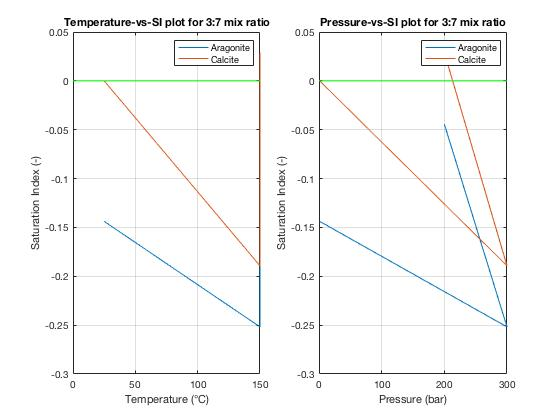 Temperature-vs-SI plot for 3:7 mix ratio
0.05
0
-0.05
-0.1
-0.15
-0.2
-0.25
-0.3
Saturation Index (-)
0
50
100
150
Temperature (°C)
Aragonite
Calcite
Pressure-vs-SI plot for 3:7 mix ratio
0.05
0
-0.05
-0.1
-0.15
-0.2
-0.25
-0.3
Saturation Index (-)
0
100
200
300
Pressure (bar)
Aragonite
Calcite